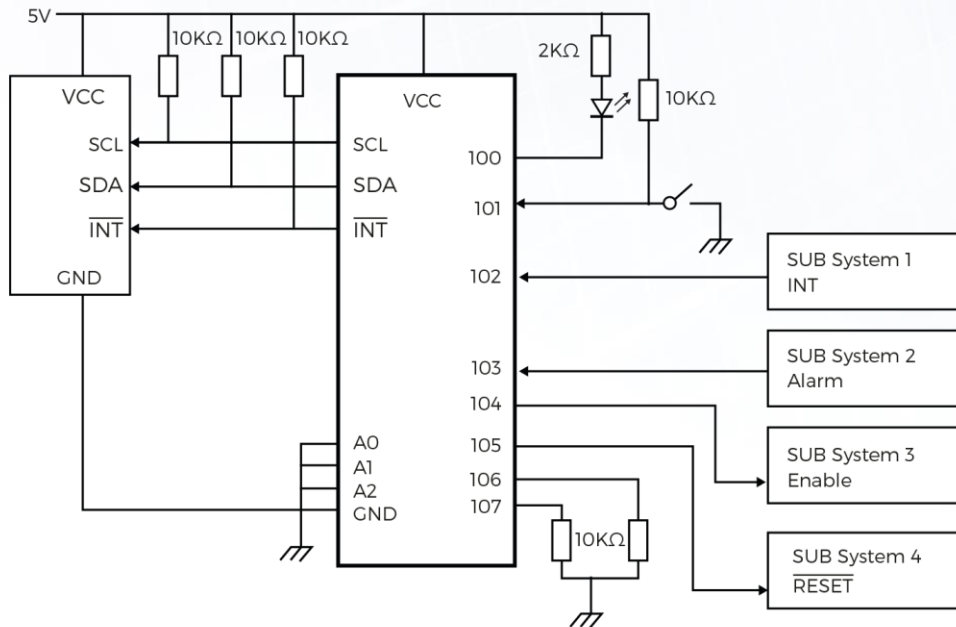 5V
10KΩ 10KΩ 10KΩ
2KΩ
10KΩ
VCC
SCL
SDA
INT
GND
VCC
SCL
SDA
INT
A0
A1
A2
GND
100
101
102
103
104
105
106
107
10KΩ
SUB System 1
INT
SUB System 2
Alarm
SUB System 3
Enable
SUB System 4
RESET